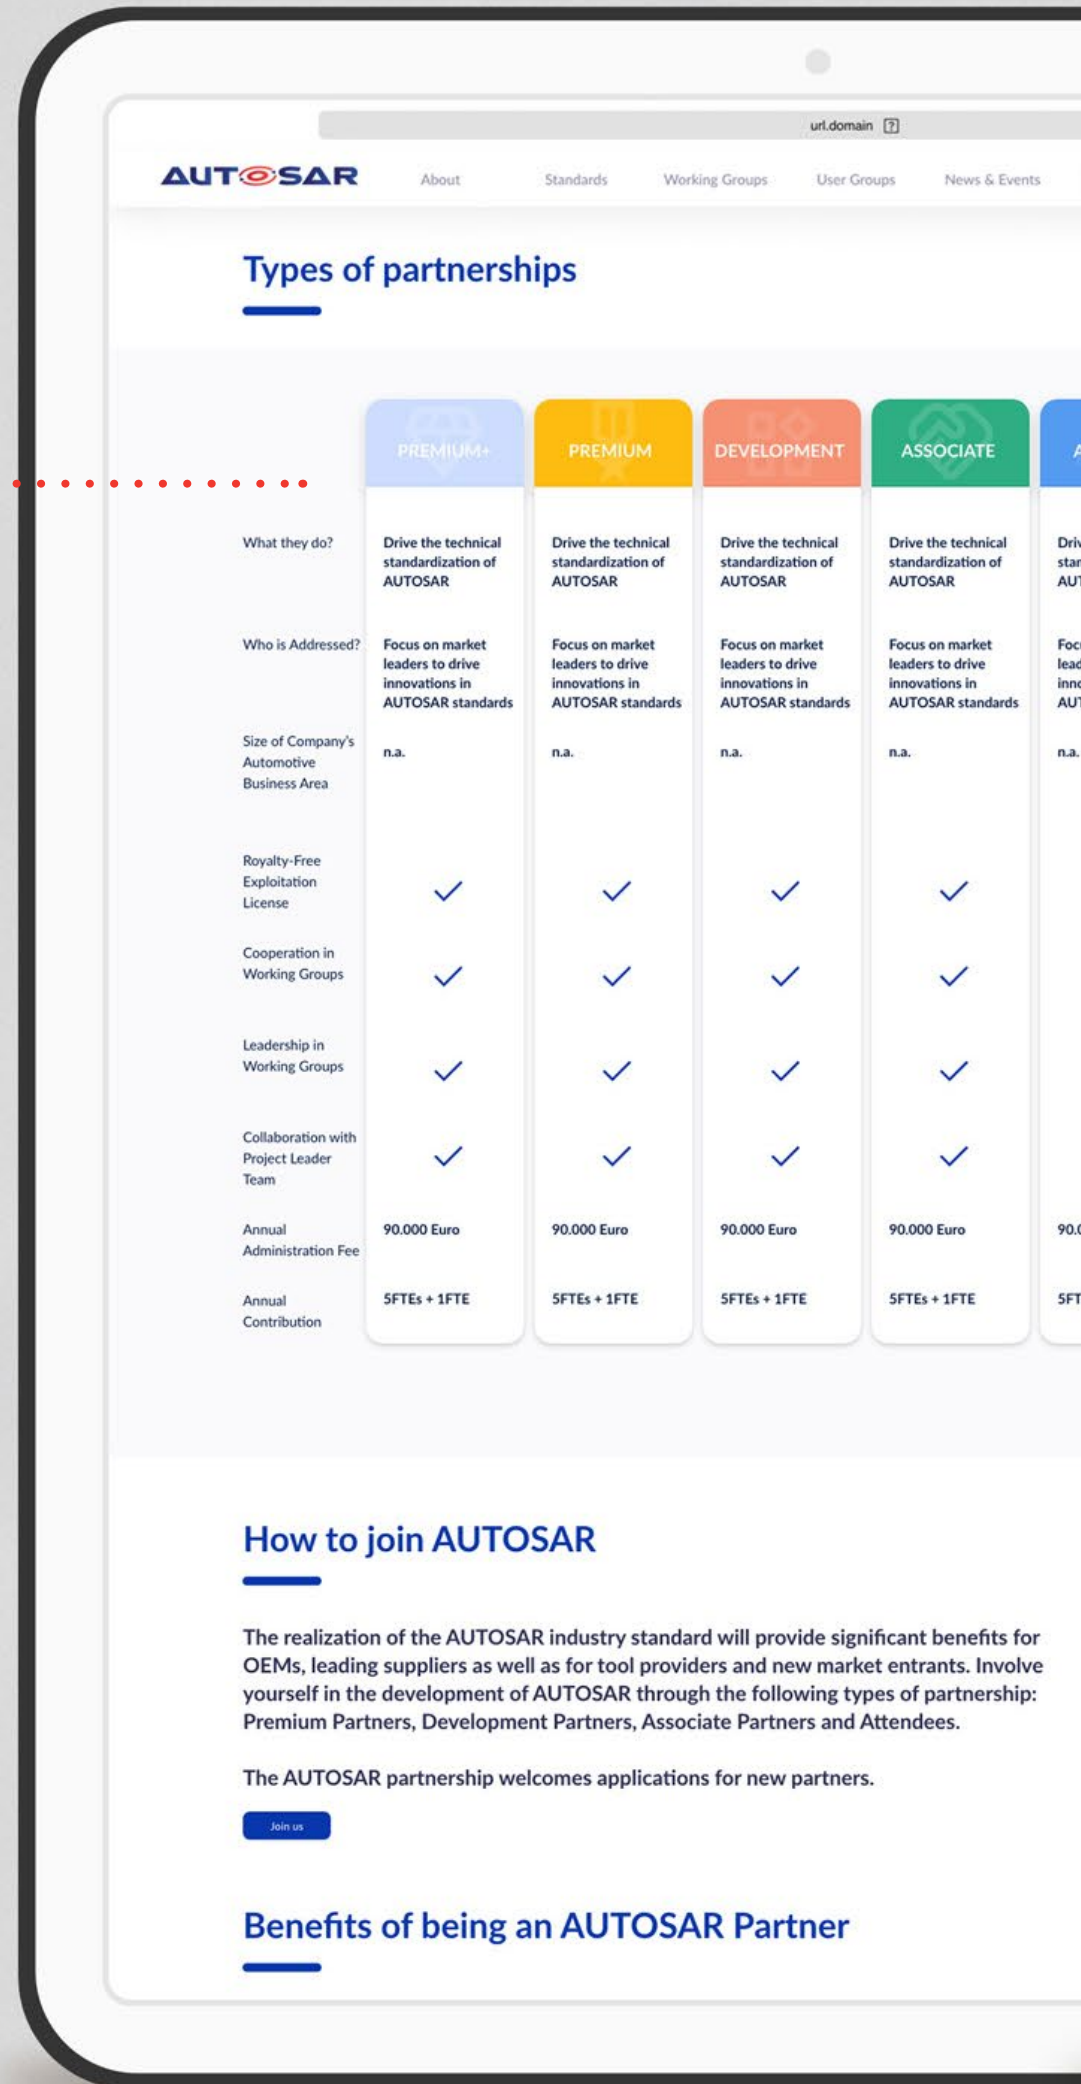 url.domain ?
AUTOSAR About Standards Working Groups User Groups News & Events
Types of partnerships
PREMIUM+ PREMIUM DEVELOPMENT ASSOCIATE
What they do?
Drive the technical
standardization of
AUTOSAR
Drive the technical
standardization of
AUTOSAR
Drive the technical
standardization of
AUTOSAR
Drive the technical
standardization of
AUTOSAR
Who is Addressed?
Focus on market
leaders to drive
innovations in
AUTOSAR standards
Focus on market
leaders to drive
innovations in
AUTOSAR standards
Focus on market
leaders to drive
innovations in
AUTOSAR standards
Focus on market
leaders to drive
innovations in
AUTOSAR standards
Size of Company's
Automotive
Business Area
n.a. n.a. n.a. n.a. n.a.
Royalty-Free
Exploitation
License
Cooperation in
Working Groups
Leadership in
Working Groups
Collaboration with
Project Leader
Team
Annual
Administration Fee
90.000 Euro 90.000 Euro 90.000 Euro 90.000 Euro
Annual
Contribution
5FTEs + 1FTE 5FTEs + 1FTE 5FTEs + 1FTE 5FTEs + 1FTE
How to join AUTOSAR
The realization of the AUTOSAR industry standard will provide significant benefits for
OEMs, leading suppliers as well as for tool providers and new market entrants. Involve
yourself in the development of AUTOSAR through the following types of partnership:
Premium Partners, Development Partners, Associate Partners and Attendees.
The AUTOSAR partnership welcomes applications for new partners.
Join us
Benefits of being an AUTOSAR Partner